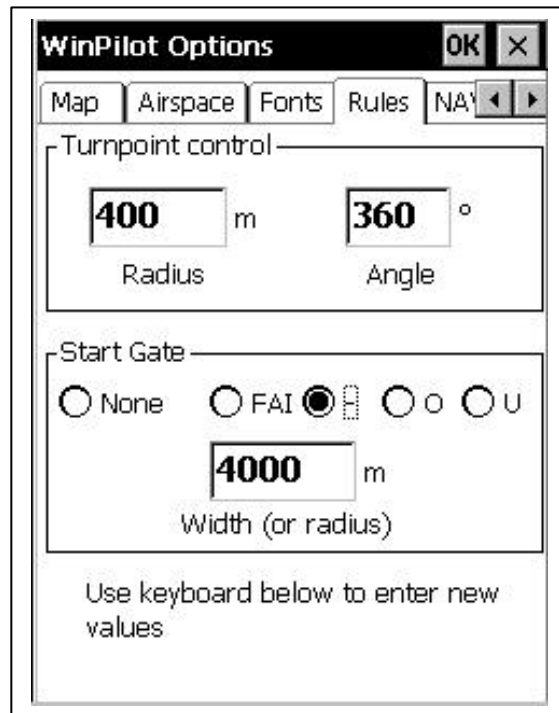 WinPilot Options OK
Map Airspace Fonts Rules NAV
Turnpoint control
400 m 360 °
Radius Angle
Start Gate
None FAI - O U
4000 m
Width (or radius)
Use keyboard below to enter new
values